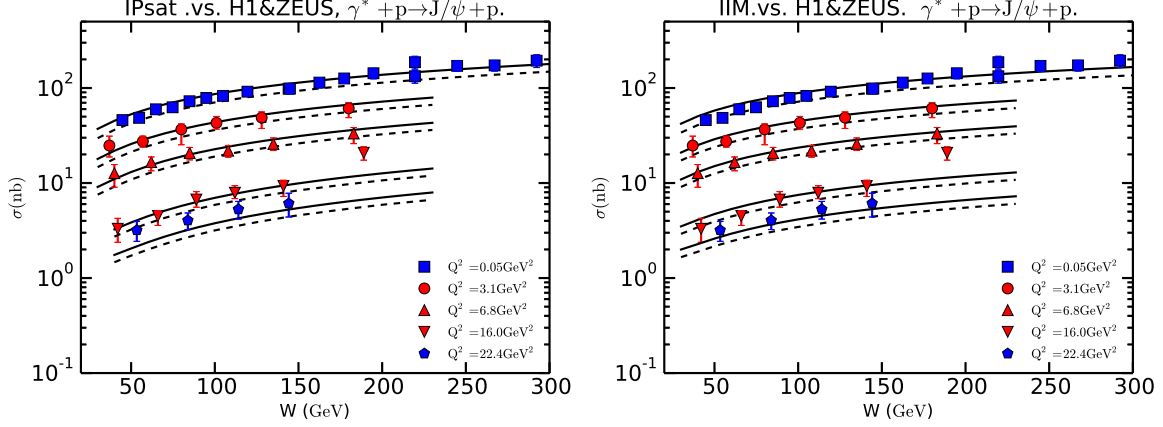 IPsat .vs. H1&ZEUS, γ* +p→J/ψ+p.
10²
10¹
10⁰
10⁻¹
σ(nb)
50 100 150 200 250 300
W (GeV)
Q² =0.05GeV²
Q² =3.1GeV²
Q² =6.8GeV²
Q² =16.0GeV²
Q² =22.4GeV²
IIM.vs. H1&ZEUS. γ* +p→J/ψ+p.
10²
10¹
10⁰
10⁻¹
σ(nb)
50 100 150 200 250 300
W (GeV)
Q² =0.05GeV²
Q² =3.1GeV²
Q² =6.8GeV²
Q² =16.0GeV²
Q² =22.4GeV²